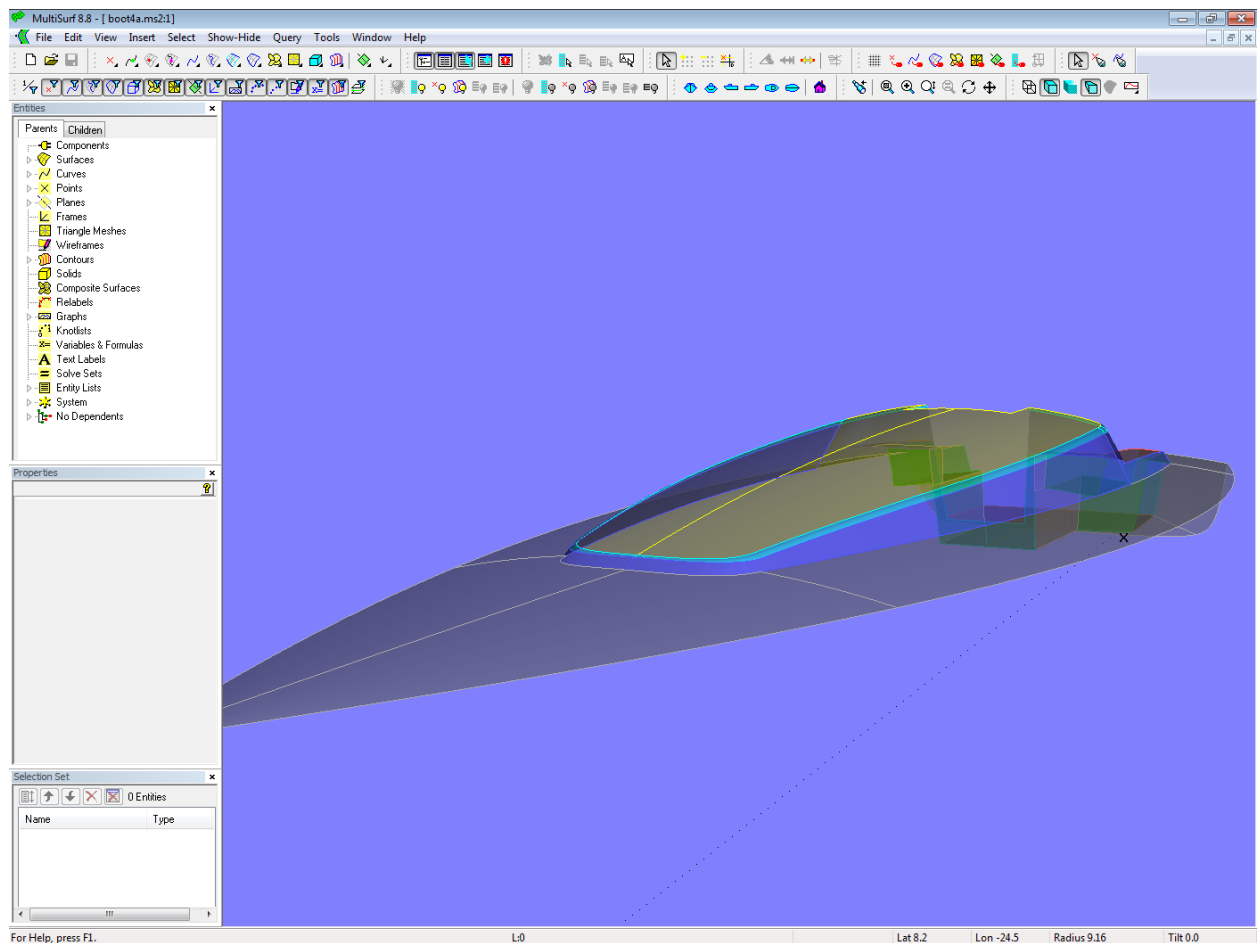 MultiSurf 8.8 - [ boot4a.ms2:1]
File Edit View Insert Select Show-Hide Query Tools Window Help
Entities
Parents Children
Components
Surfaces
Curves
Points
Planes
Frames
Triangle Meshes
Wireframes
Contours
Solids
Composite Surfaces
Relabels
Graphs
Knotlists
Variables & Formulas
Text Labels
Solve Sets
Entity Lists
System
No Dependents
Properties
Selection Set
0 Entities
Name Type
For Help, press F1. L:0 Lat 8.2 Lon -24.5 Radius 9.16 Tilt 0.0